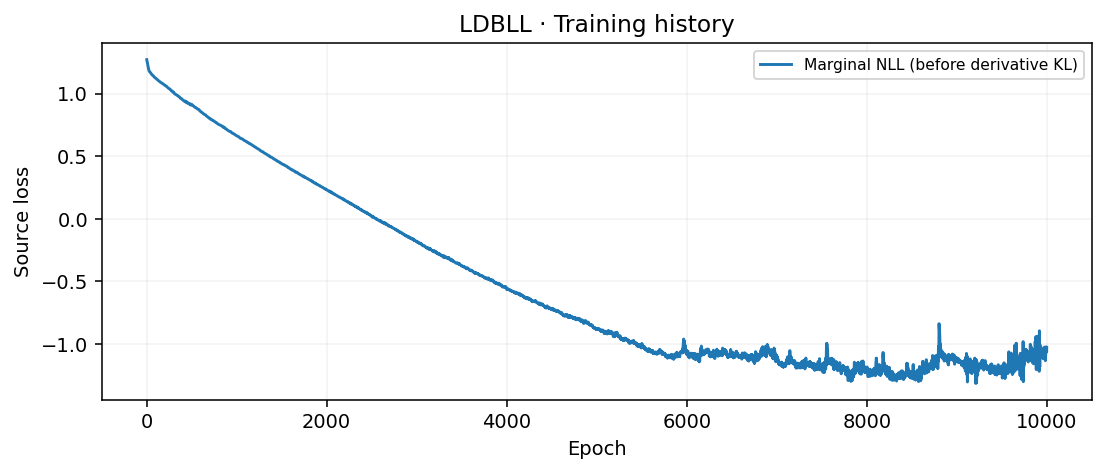 LDBLL · Training history
Marginal NLL (before derivative KL)
Source loss
1.0
0.5
0.0
−0.5
−1.0
0 2000 4000 6000 8000 10000
Epoch